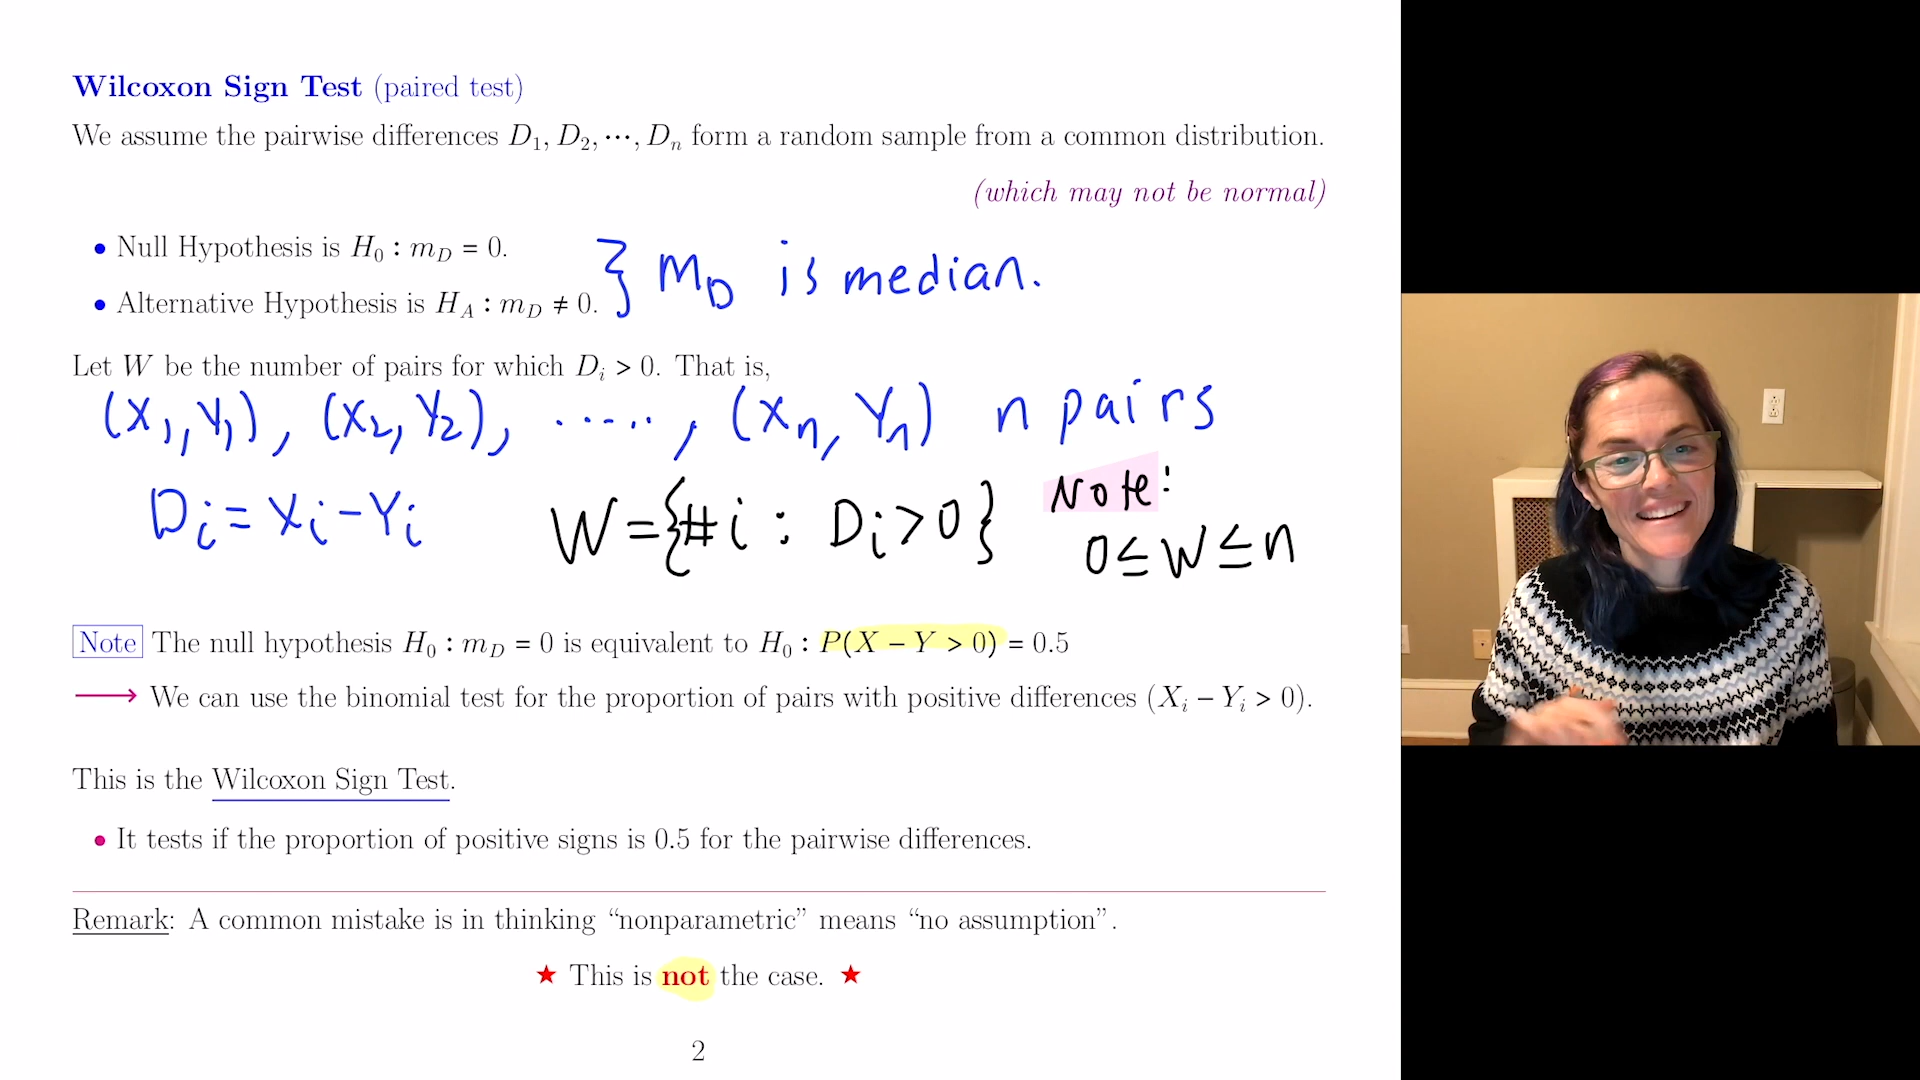 Wilcoxon Sign Test (paired test)
We assume the pairwise differences D₁, D₂, ⋯, Dₙ form a random sample from a common distribution.
(which may not be normal)
• Null Hypothesis is H₀ : m_D = 0.
• Alternative Hypothesis is H_A : m_D ≠ 0.
} m_D is median.
Let W be the number of pairs for which Dᵢ > 0. That is,
(X₁,Y₁), (X₂,Y₂), ....., (Xₙ,Yₙ) n pairs
Note:
Dᵢ = Xᵢ-Yᵢ W={#i : Dᵢ>0}
0≤W≤n
Note The null hypothesis H₀ : m_D = 0 is equivalent to H₀ : P(X − Y > 0) = 0.5
⟶ We can use the binomial test for the proportion of pairs with positive differences (Xᵢ − Yᵢ > 0).
This is the Wilcoxon Sign Test.
• It tests if the proportion of positive signs is 0.5 for the pairwise differences.
Remark: A common mistake is in thinking “nonparametric” means “no assumption”.
★ This is not the case. ★
2